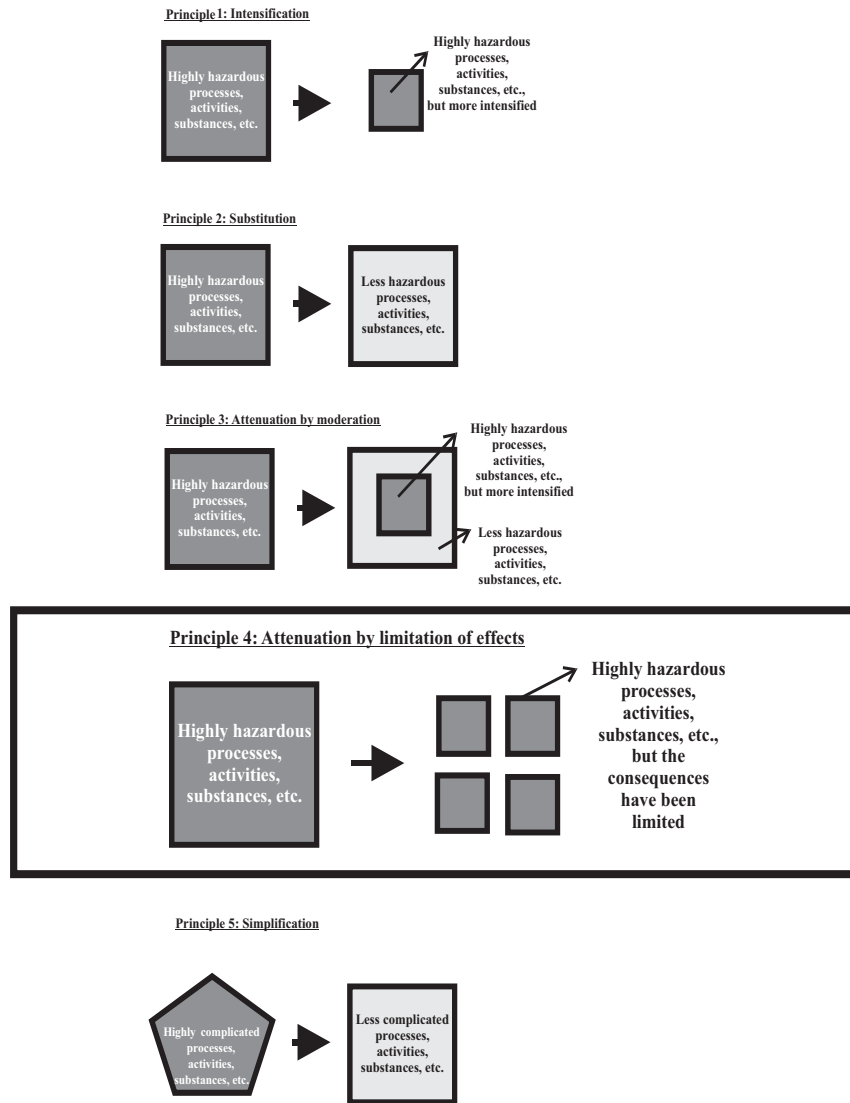 Principle 1: Intensification
Highly hazardous
processes,
activities,
substances, etc.
Highly hazardous
processes,
activities,
substances, etc.,
but more intensified
Principle 2: Substitution
Highly hazardous
processes,
activities,
substances, etc.
Less hazardous
processes,
activities,
substances, etc.
Principle 3: Attenuation by moderation
Highly hazardous
processes,
activities,
substances, etc.
Highly hazardous
processes,
activities,
substances, etc.,
but more intensified
Less hazardous
processes,
activities,
substances, etc.
Principle 4: Attenuation by limitation of effects
Highly hazardous
processes,
activities,
substances, etc.
Highly hazardous
processes,
activities,
substances, etc.,
but the
consequences
have been
limited
Principle 5: Simplification
Highly complicated
processes,
activities,
substances, etc.
Less complicated
processes,
activities,
substances, etc.